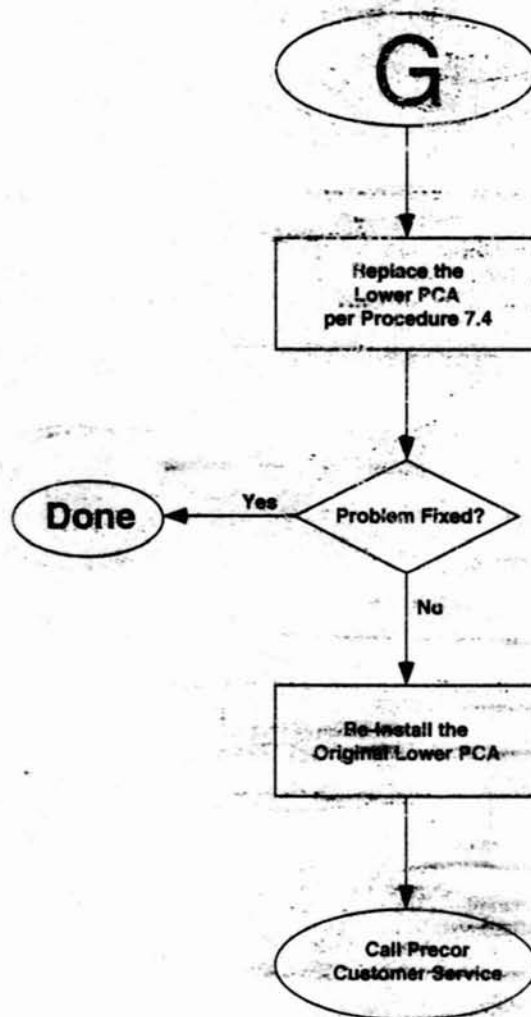 G
Replace the
Lower PCA
per Procedure 7.4
Problem Fixed?
Yes
Done
No
Re-Install the
Original Lower PCA
Call Precor
Customer Service